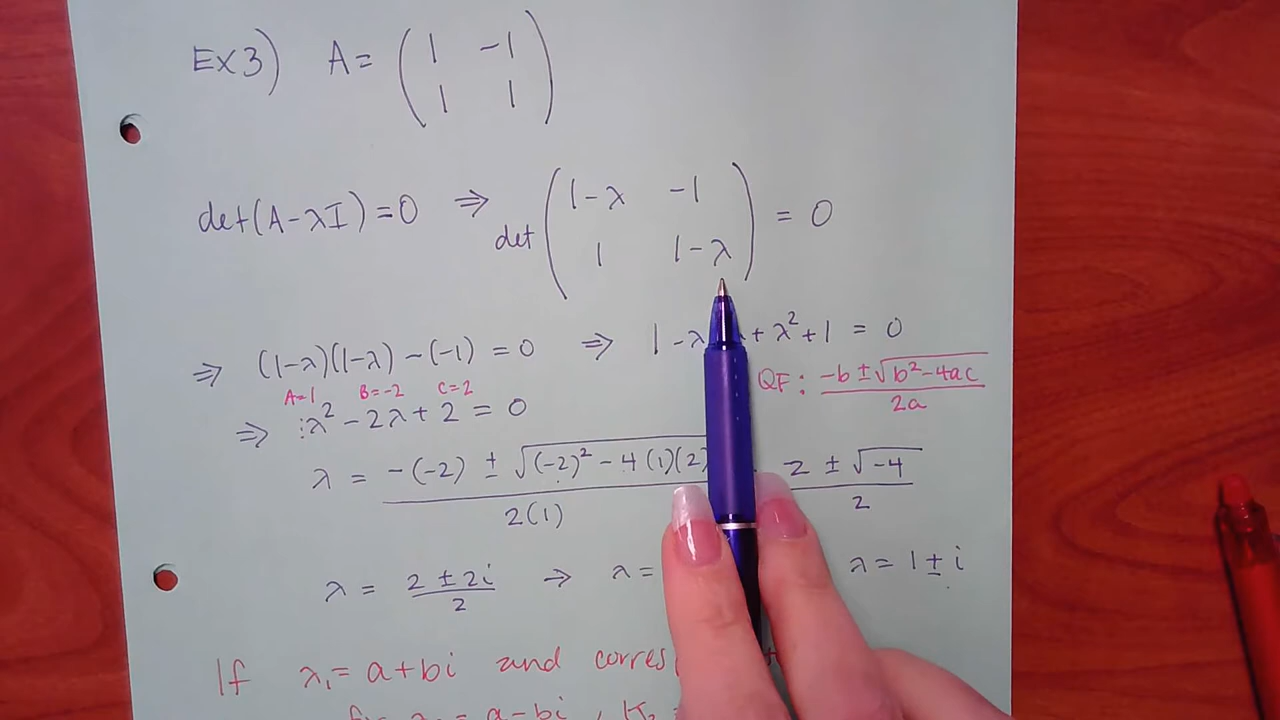 Ex3) A = ( 1 -1
1 1 )
det(A-λI)=0 ⇒ det ( 1-λ -1
1 1-λ ) = 0
⇒ (1-λ)(1-λ) - (-1) = 0 ⇒ 1 - λ + λ² + 1 = 0
A=1 B=-2 C=2 QF: -b ± √b²-4ac / 2a
⇒ λ² - 2λ + 2 = 0
λ = -(-2) ± √(-2)² - 4(1)(2) / 2(1) 2 ± √-4 / 2
λ = 2 ± 2i / 2 ⇒ λ = λ = 1 ± i
If λ₁ = a+bi and
= a-bi, K₂